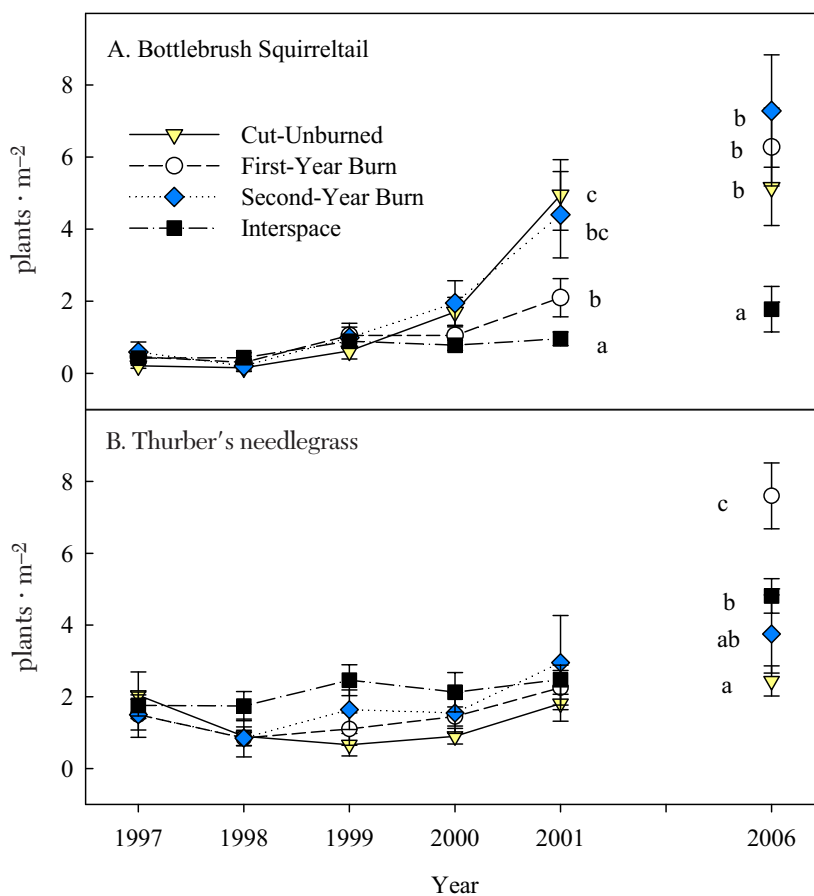 A. Bottlebrush Squirreltail
8
6
4
2
0
plants · m–2
Cut-Unburned
First-Year Burn
Second-Year Burn
Interspace
c
bc
b
a
b
b
b
a
B. Thurber's needlegrass
8
6
4
2
0
plants · m–2
c
b
ab
a
1997 1998 1999 2000 2001 2006
Year